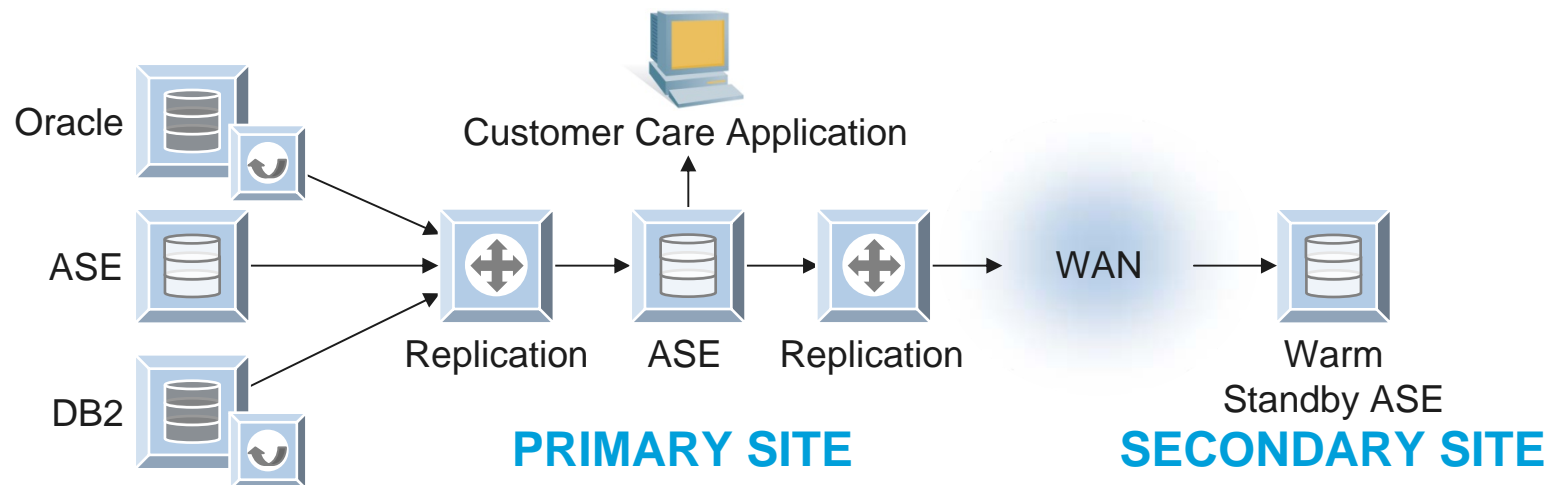 Oracle
Customer Care Application
ASE
WAN
Replication
ASE
Replication
Warm
Standby ASE
DB2
PRIMARY SITE
SECONDARY SITE